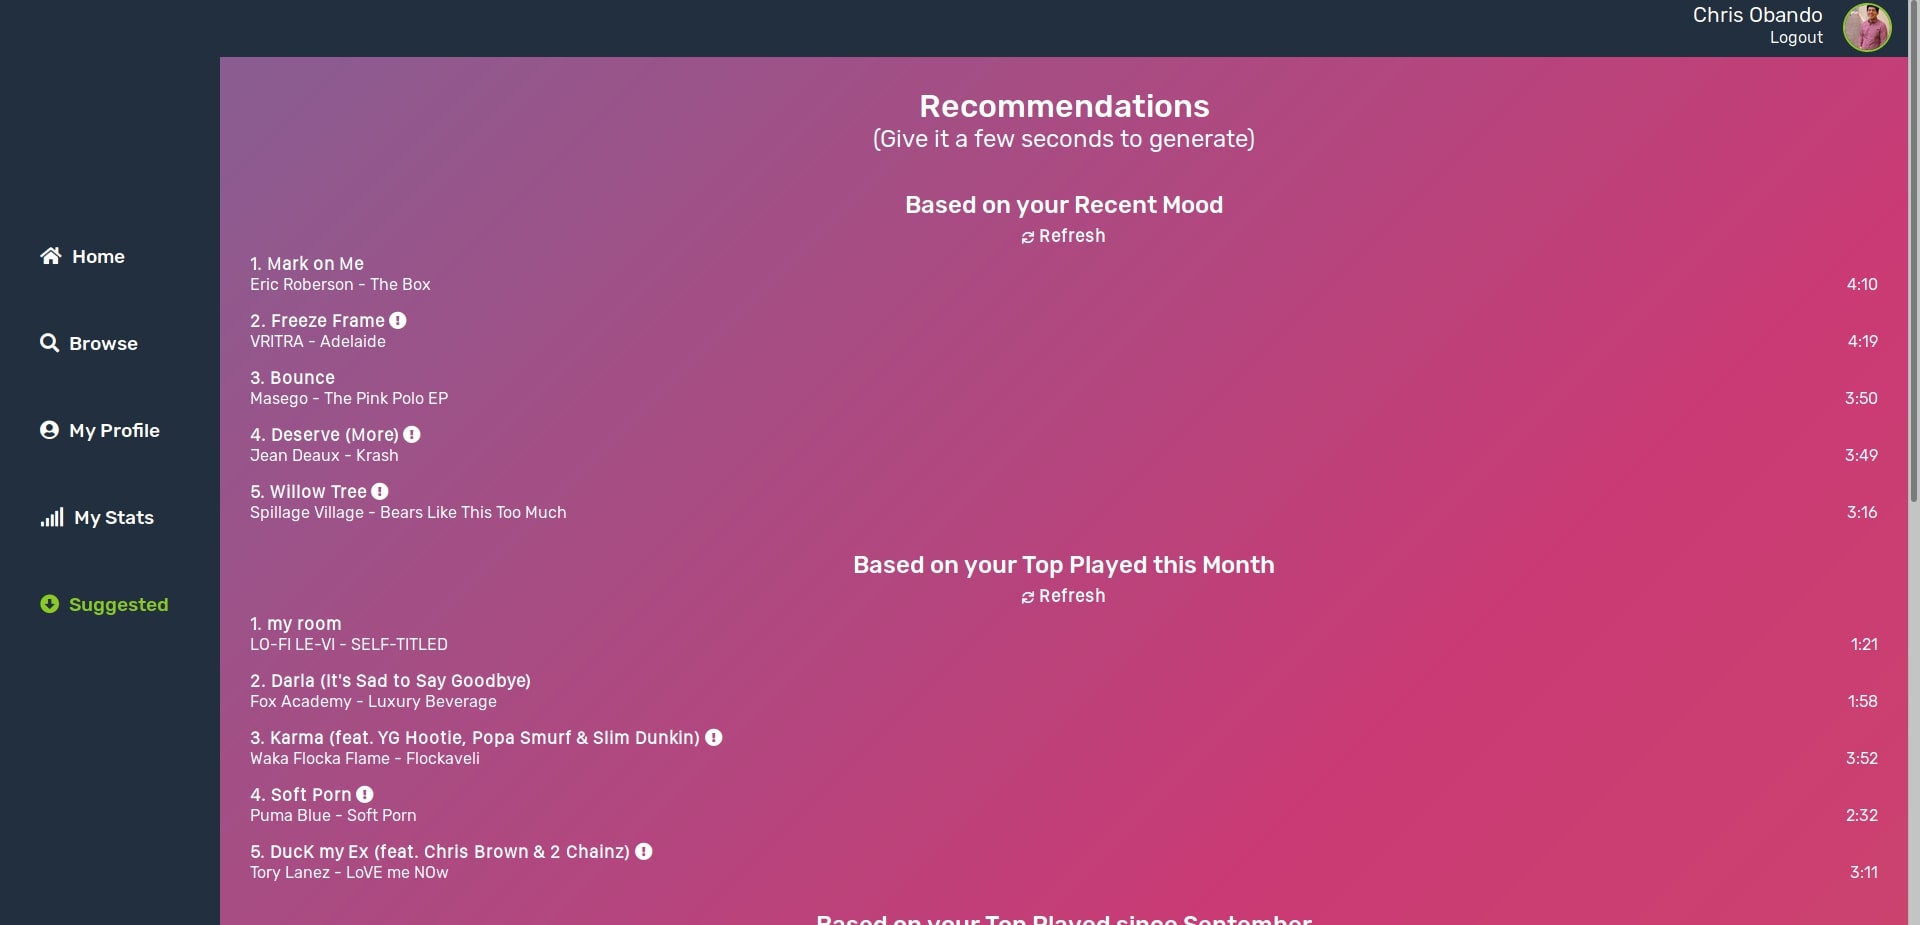 Chris Obando
Logout
Home
Browse
My Profile
My Stats
Suggested
Recommendations
(Give it a few seconds to generate)
Based on your Recent Mood
Refresh
1. Mark on Me
Eric Roberson - The Box 4:10
2. Freeze Frame
VRITRA - Adelaide 4:19
3. Bounce
Masego - The Pink Polo EP 3:50
4. Deserve (More)
Jean Deaux - Krash 3:49
5. Willow Tree
Spillage Village - Bears Like This Too Much 3:16
Based on your Top Played this Month
Refresh
1. my room
LO-FI LE-VI - SELF-TITLED 1:21
2. Darla (It's Sad to Say Goodbye)
Fox Academy - Luxury Beverage 1:58
3. Karma (feat. YG Hootie, Popa Smurf & Slim Dunkin)
Waka Flocka Flame - Flockaveli 3:52
4. Soft Porn
Puma Blue - Soft Porn 2:32
5. DucK my Ex (feat. Chris Brown & 2 Chainz)
Tory Lanez - LoVE me NOw 3:11
Based on your Top Played since September